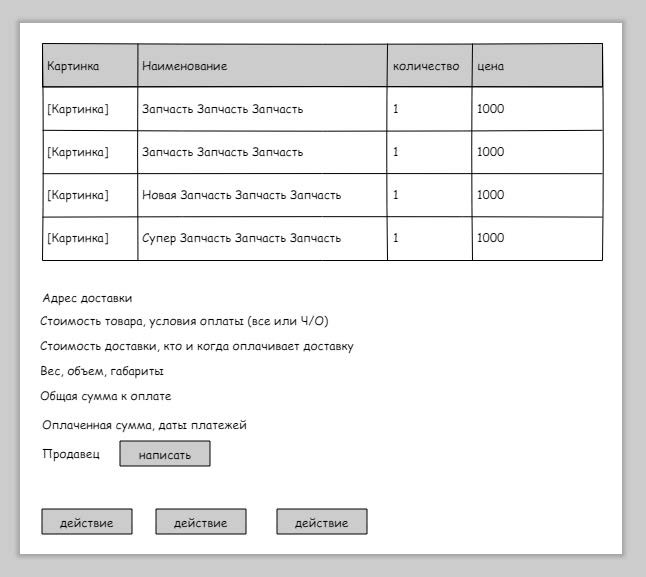 Картинка Наименование количество цена
[Картинка] Запчасть Запчасть Запчасть 1 1000
[Картинка] Запчасть Запчасть Запчасть 1 1000
[Картинка] Новая Запчасть Запчасть Запчасть 1 1000
[Картинка] Супер Запчасть Запчасть Запчасть 1 1000
Адрес доставки
Стоимость товара, условия оплаты (все или Ч/О)
Стоимость доставки, кто и когда оплачивает доставку
Вес, объем, габариты
Общая сумма к оплате
Оплаченная сумма, даты платежей
Продавец написать
действие действие действие